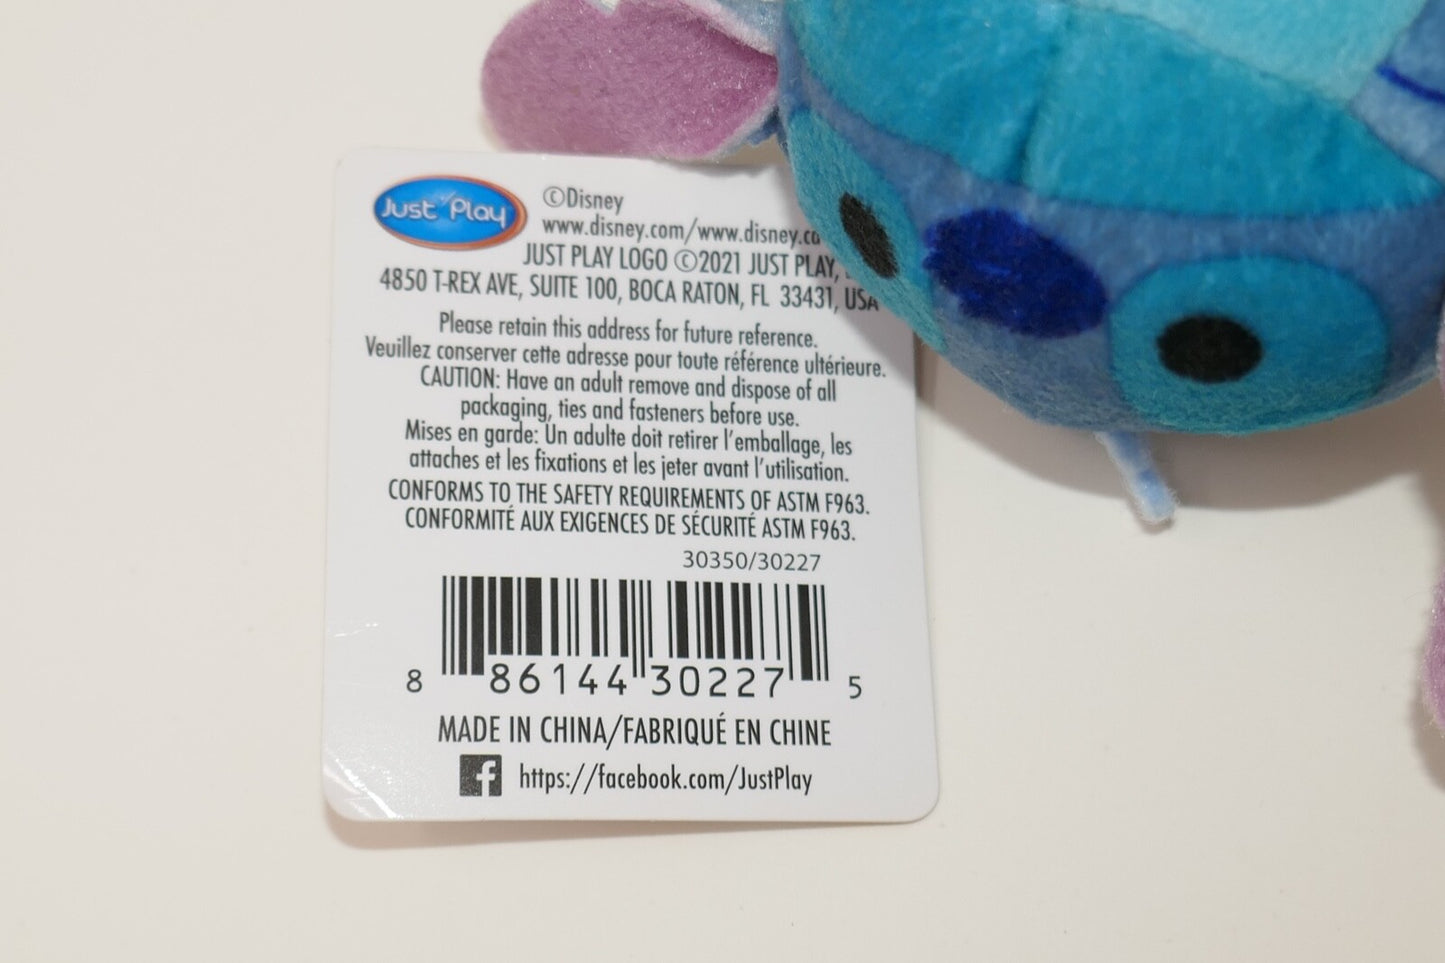 Just Play
©Disney
www.disney.com/www.disney.ca
JUST PLAY LOGO ©2021 JUST PLAY,
4850 T-REX AVE, SUITE 100, BOCA RATON, FL 33431, USA
Please retain this address for future reference.
Veuillez conserver cette adresse pour toute référence ultérieure.
CAUTION: Have an adult remove and dispose of all
packaging, ties and fasteners before use.
Mises en garde: Un adulte doit retirer l'emballage, les
attaches et les fixations et les jeter avant l'utilisation.
CONFORMS TO THE SAFETY REQUIREMENTS OF ASTM F963.
CONFORMITÉ AUX EXIGENCES DE SÉCURITÉ ASTM F963.
30350/30227
8 86144 30227 5
MADE IN CHINA/FABRIQUÉ EN CHINE
f https://facebook.com/JustPlay